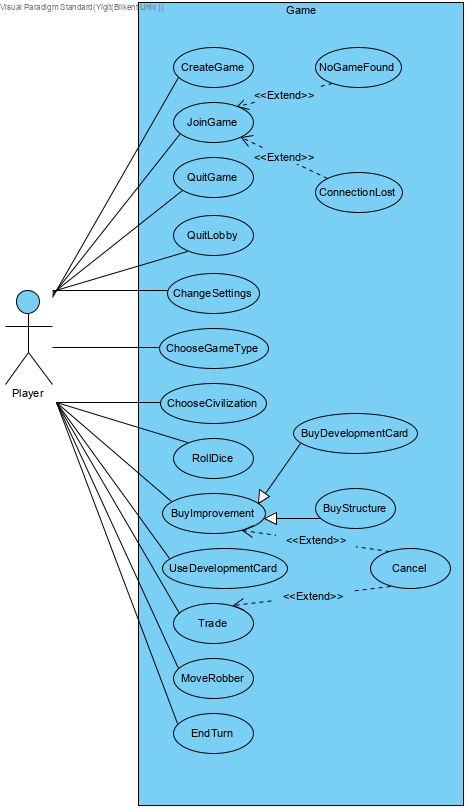 Visual Paradigm Standard(Yigit(Bilkent Univ.))
Game
CreateGame
NoGameFound
<<Extend>>
JoinGame
<<Extend>>
QuitGame
ConnectionLost
QuitLobby
ChangeSettings
ChooseGameType
Player
ChooseCivilization
BuyDevelopmentCard
RollDice
BuyStructure
BuyImprovement
<<Extend>>
UseDevelopmentCard
Cancel
<<Extend>>
Trade
MoveRobber
EndTurn